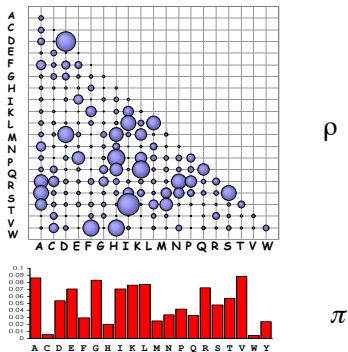 A
C
D
E
F
G
H
I
K
L
M
N
P
Q
R
S
T
V
W
A C D E F G H I K L M N P Q R S T V W
ρ
0.1
0.09
0.08
0.07
0.06
0.05
0.04
0.03
0.02
0.01
0
A C D E F G H I K L M N P Q R S T V W Y
π